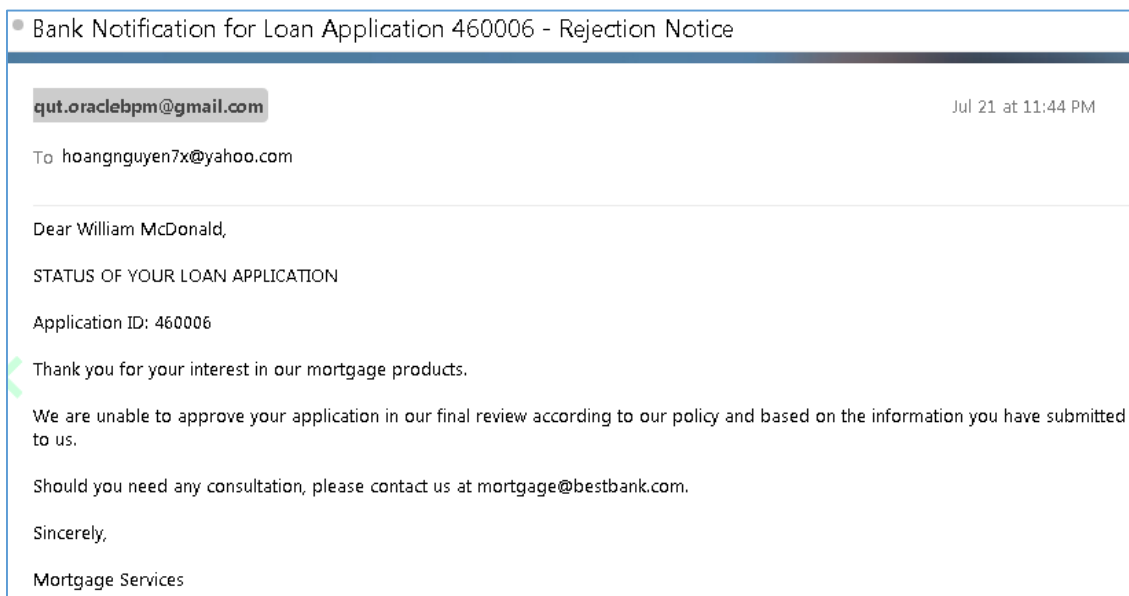 Bank Notification for Loan Application 460006 - Rejection Notice
qut.oraclebpm@gmail.com
Jul 21 at 11:44 PM
To hoangnguyen7x@yahoo.com
Dear William McDonald,
STATUS OF YOUR LOAN APPLICATION
Application ID: 460006
Thank you for your interest in our mortgage products.
We are unable to approve your application in our final review according to our policy and based on the information you have submitted
to us.
Should you need any consultation, please contact us at mortgage@bestbank.com.
Sincerely,
Mortgage Services